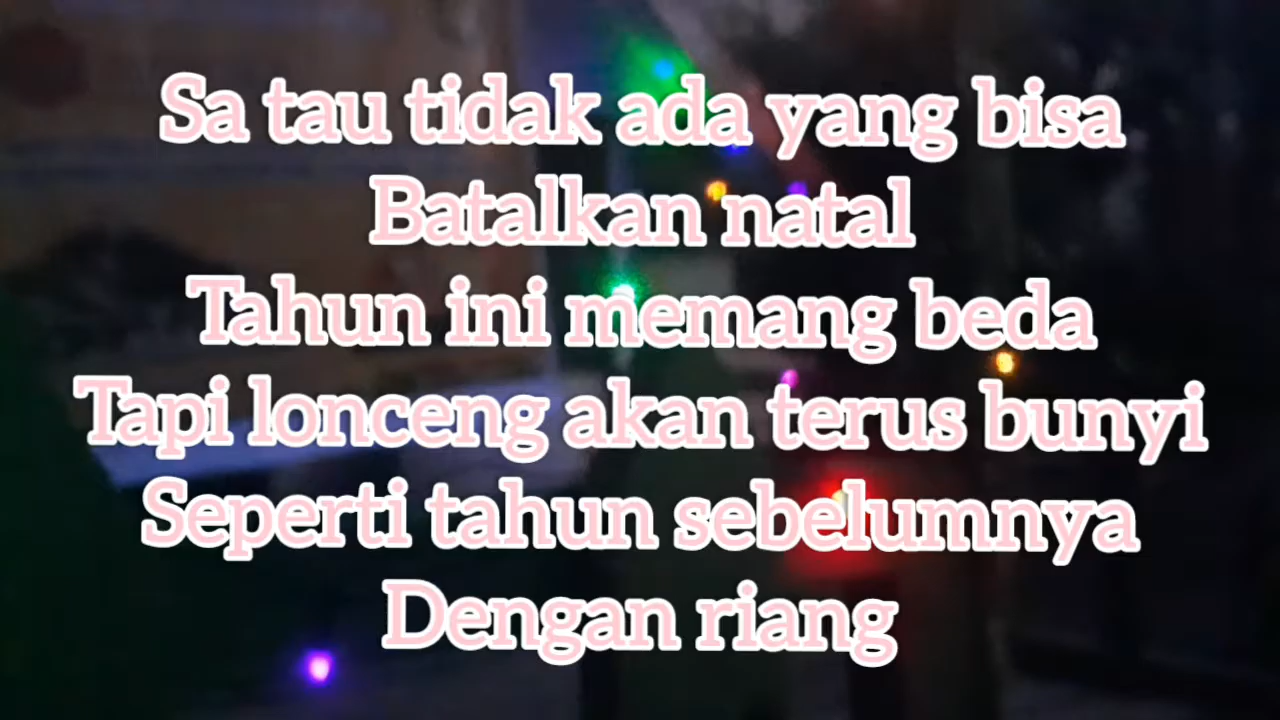 Sa tau tidak ada yang bisa
Batalkan natal
Tahun ini memang beda
Tapi lonceng akan terus bunyi
Seperti tahun sebelumnya
Dengan riang